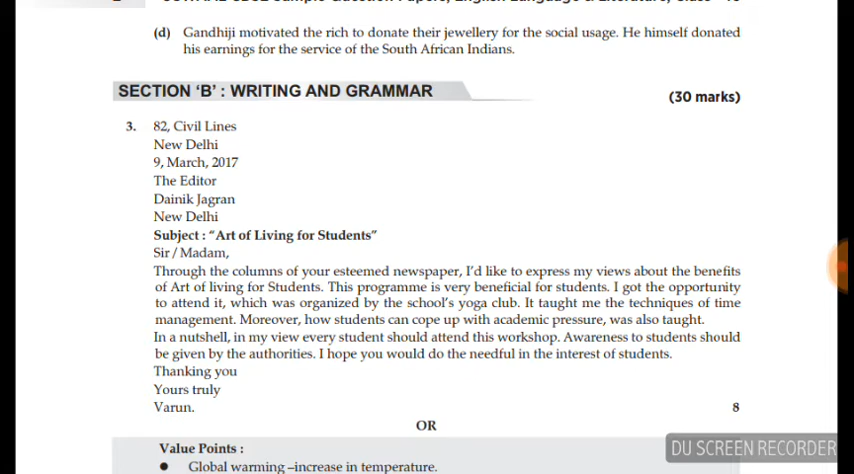 (d) Gandhiji motivated the rich to donate their jewellery for the social usage. He himself donated
his earnings for the service of the South African Indians.
SECTION 'B' : WRITING AND GRAMMAR
(30 marks)
3. 82, Civil Lines
New Delhi
9, March, 2017
The Editor
Dainik Jagran
New Delhi
Subject : "Art of Living for Students"
Sir / Madam,
Through the columns of your esteemed newspaper, I'd like to express my views about the benefits
of Art of living for Students. This programme is very beneficial for students. I got the opportunity
to attend it, which was organized by the school's yoga club. It taught me the techniques of time
management. Moreover, how students can cope up with academic pressure, was also taught.
In a nutshell, in my view every student should attend this workshop. Awareness to students should
be given by the authorities. I hope you would do the needful in the interest of students.
Thanking you
Yours truly
Varun. 8
OR
Value Points :
● Global warming –increase in temperature.
DU SCREEN RECORDER